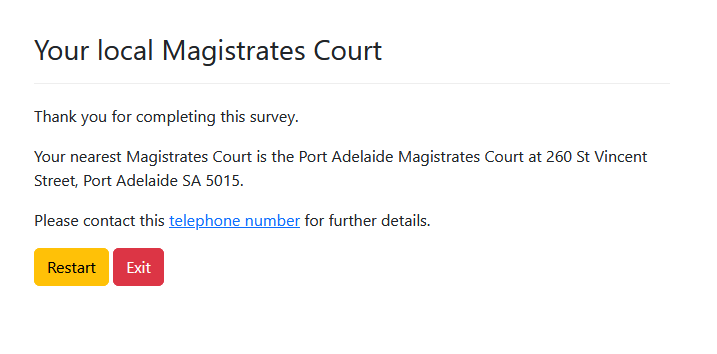 Your local Magistrates Court
Thank you for completing this survey.
Your nearest Magistrates Court is the Port Adelaide Magistrates Court at 260 St Vincent
Street, Port Adelaide SA 5015.
Please contact this telephone number for further details.
Restart Exit